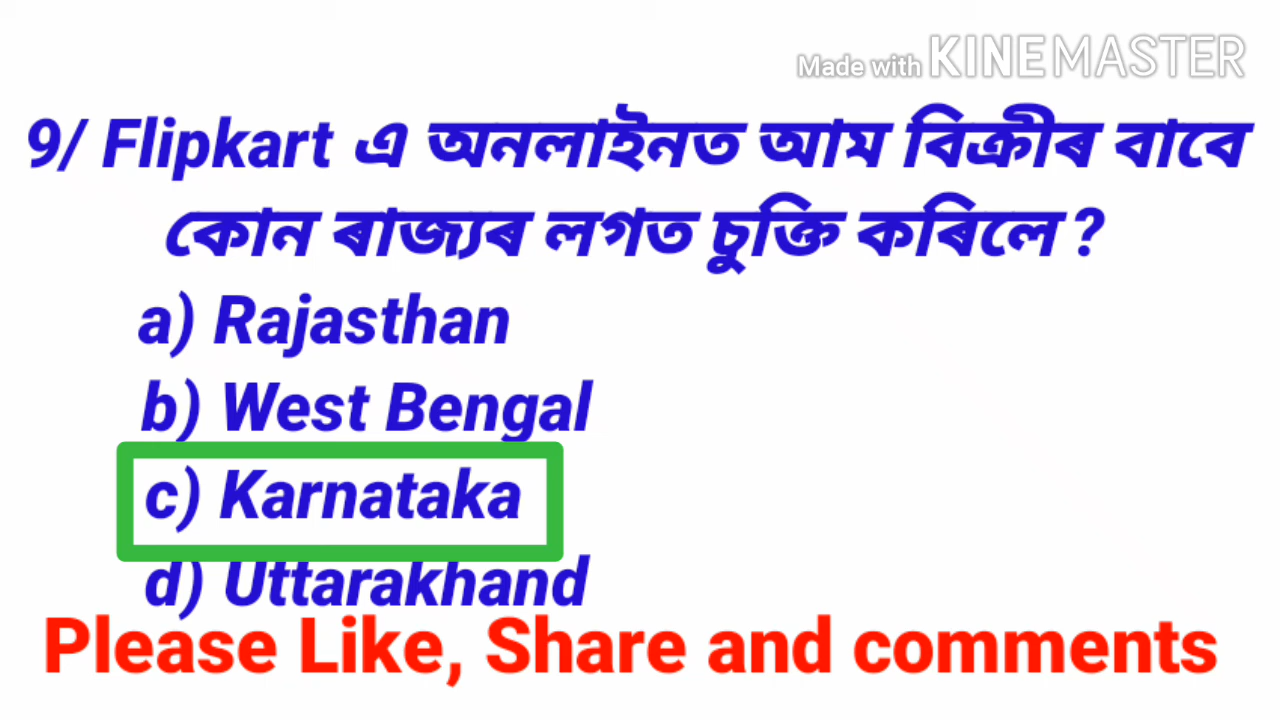 Made with KINEMASTER
9/ Flipkart এ অনলাইনত আম বিক্ৰীৰ বাবে
কোন ৰাজ্যৰ লগত চুক্তি কৰিলে ?
a) Rajasthan
b) West Bengal
c) Karnataka
d) Uttarakhand
Please Like, Share and comments